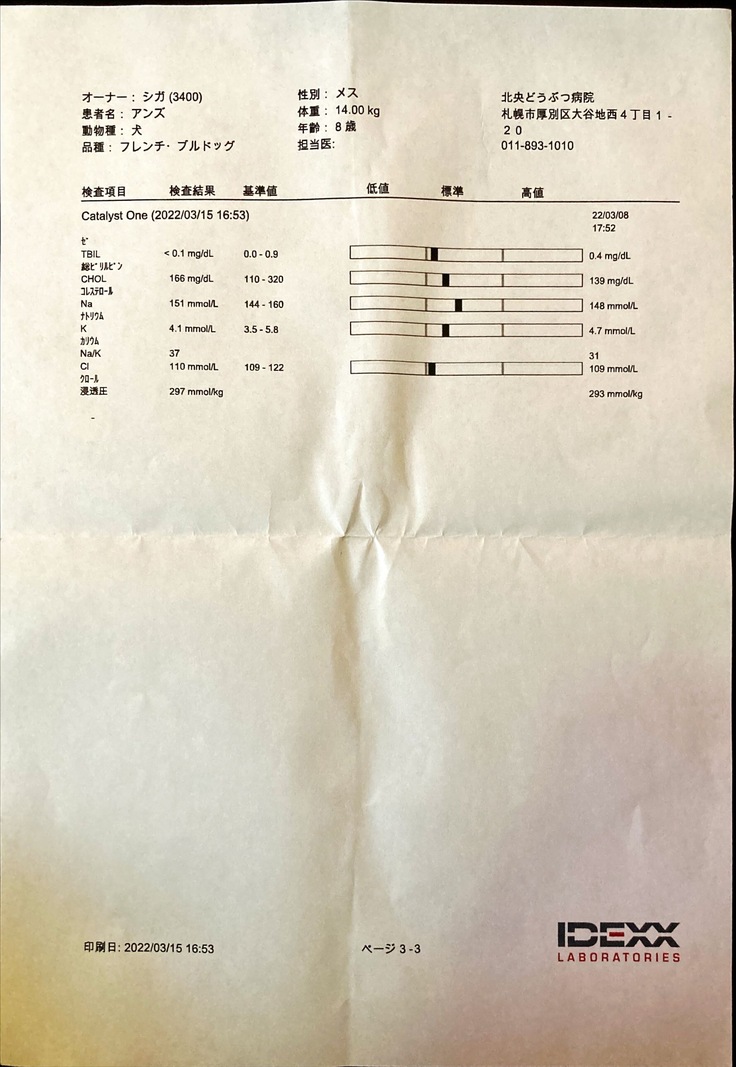 オーナー： シガ (3400)
患者名： アンズ
動物種： 犬
品種： フレンチ・ブルドッグ
性別： メス
体重： 14.00 kg
年齢： 8 歳
担当医:
北央どうぶつ病院
札幌市厚別区大谷地西４丁目１-
２０
011-893-1010
検査項目 検査結果 基準値 低値 標準 高値
Catalyst One (2022/03/15 16:53) 22/03/08
17:52
ｾﾞ
TBIL < 0.1 mg/dL 0.0 - 0.9 0.4 mg/dL
総ﾋﾞﾘﾙﾋﾞﾝ
CHOL 166 mg/dL 110 - 320 139 mg/dL
ｺﾚｽﾃﾛｰﾙ
Na 151 mmol/L 144 - 160 148 mmol/L
ﾅﾄﾘｳﾑ
K 4.1 mmol/L 3.5 - 5.8 4.7 mmol/L
ｶﾘｳﾑ
Na/K 37 31
Cl 110 mmol/L 109 - 122 109 mmol/L
ｸﾛｰﾙ
浸透圧 297 mmol/kg 293 mmol/kg
-
印刷日: 2022/03/15 16:53 ページ 3 -3
IDEXX
LABORATORIES